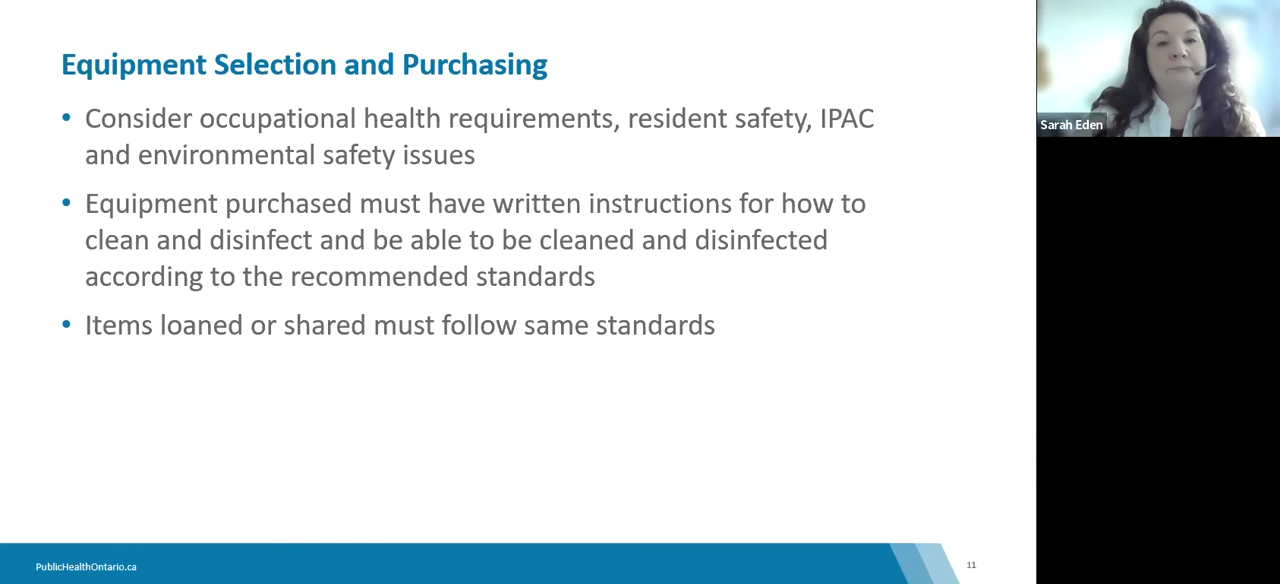 Equipment Selection and Purchasing
• Consider occupational health requirements, resident safety, IPAC
and environmental safety issues
• Equipment purchased must have written instructions for how to
clean and disinfect and be able to be cleaned and disinfected
according to the recommended standards
• Items loaned or shared must follow same standards
Sarah Eden
PublicHealthOntario.ca
11